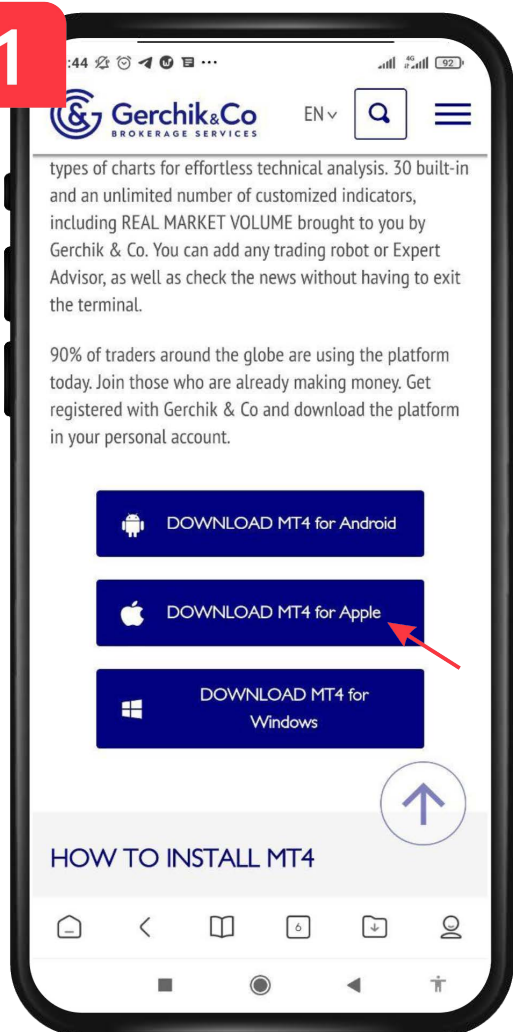 1
:44
4G
92
Gerchik&Co
BROKERAGE SERVICES
EN
types of charts for effortless technical analysis. 30 built-in
and an unlimited number of customized indicators,
including REAL MARKET VOLUME brought to you by
Gerchik & Co. You can add any trading robot or Expert
Advisor, as well as check the news without having to exit
the terminal.
90% of traders around the globe are using the platform
today. Join those who are already making money. Get
registered with Gerchik & Co and download the platform
in your personal account.
DOWNLOAD MT4 for Android
DOWNLOAD MT4 for Apple
DOWNLOAD MT4 for
Windows
HOW TO INSTALL MT4
6